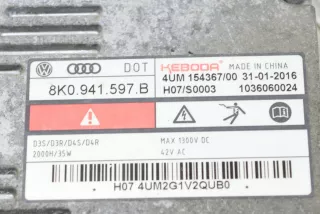 DOT
KEBODA MADE IN CHINA
8K0.941.597.B
4UM 154367/00 31-01-2016
H07/S0003 1036060024
D3S/D3R/D4S/D4R
2000H/35W
MAX 1300V DC
42V AC
H07 4UM2G1V2QUB0